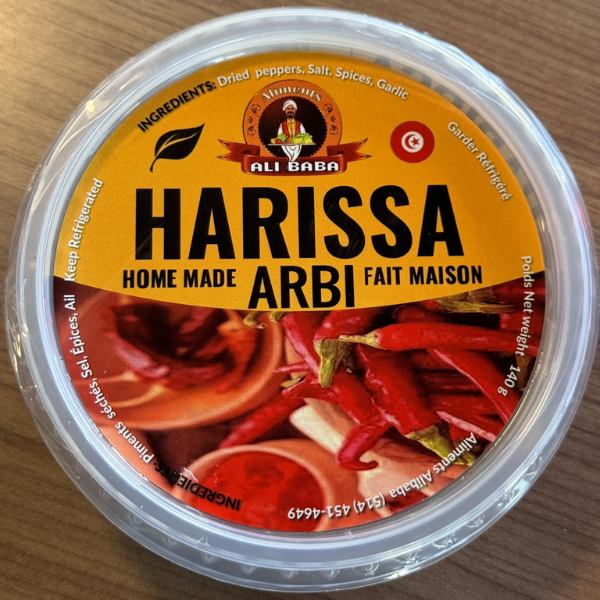 INGREDIENTS: Dried peppers, Salt, Spices, Garlic
Aliments
ALI BABA
Garder Réfrigéré
Keep Refrigerated
HARISSA
HOME MADE ARBI FAIT MAISON
Poids Net weight 140 g
INGREDIENTS: Piments séchés, Sel, Épices, Ail
Aliments Alibaba (514) 451-4649